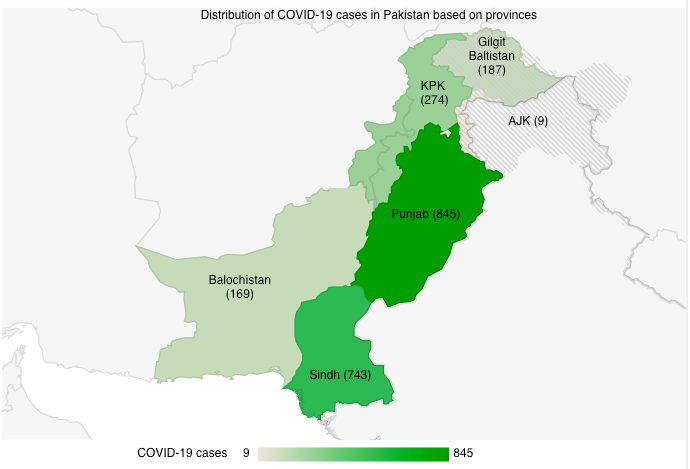 Distribution of COVID-19 cases in Pakistan based on provinces
Gilgit
Baltistan
(187)
KPK
(274)
AJK (9)
Punjab (845)
Balochistan
(169)
Sindh (743)
COVID-19 cases 9 845